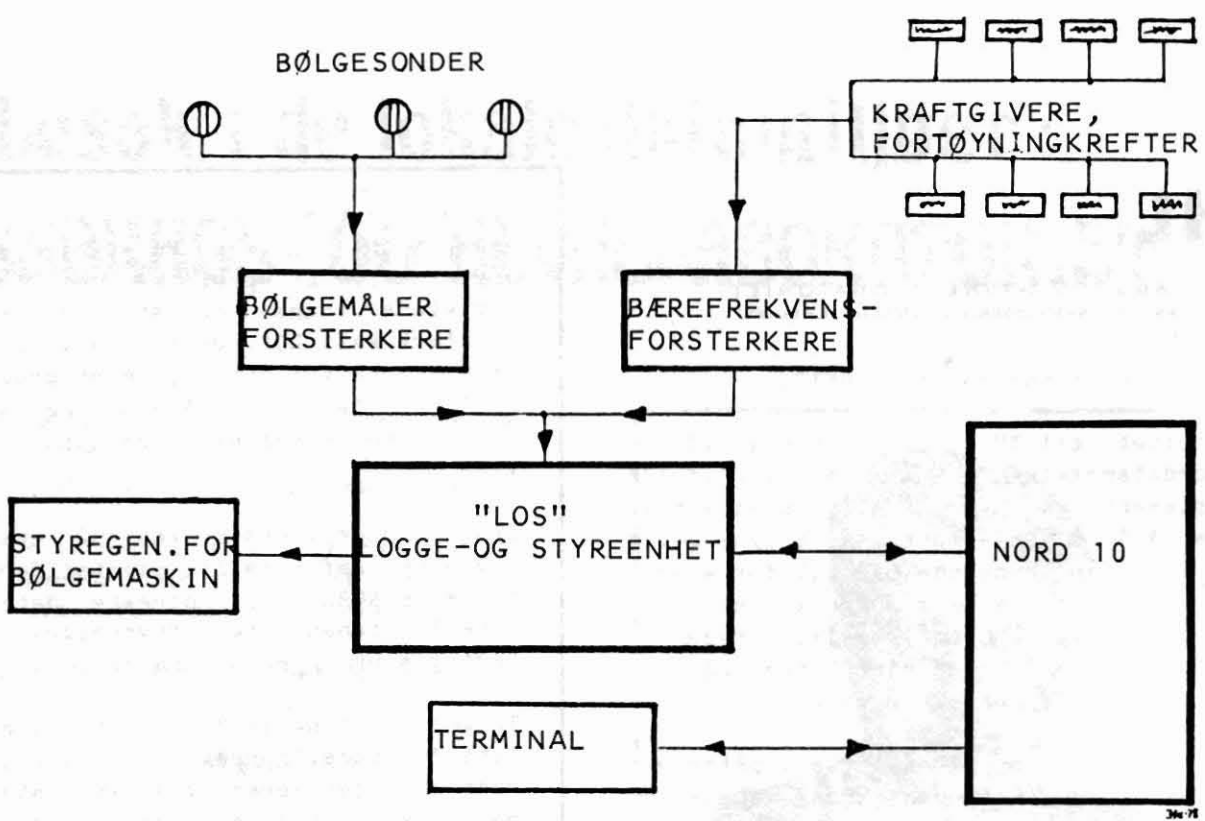 BØLGESONDER
KRAFTGIVERE,
FORTØYNINGKREFTER
BØLGEMÅLER
FORSTERKERE
BÆREFREKVENS-
FORSTERKERE
"LOS"
LOGGE-OG STYREENHET
STYREGEN.FOR
BØLGEMASKIN
NORD 10
TERMINAL